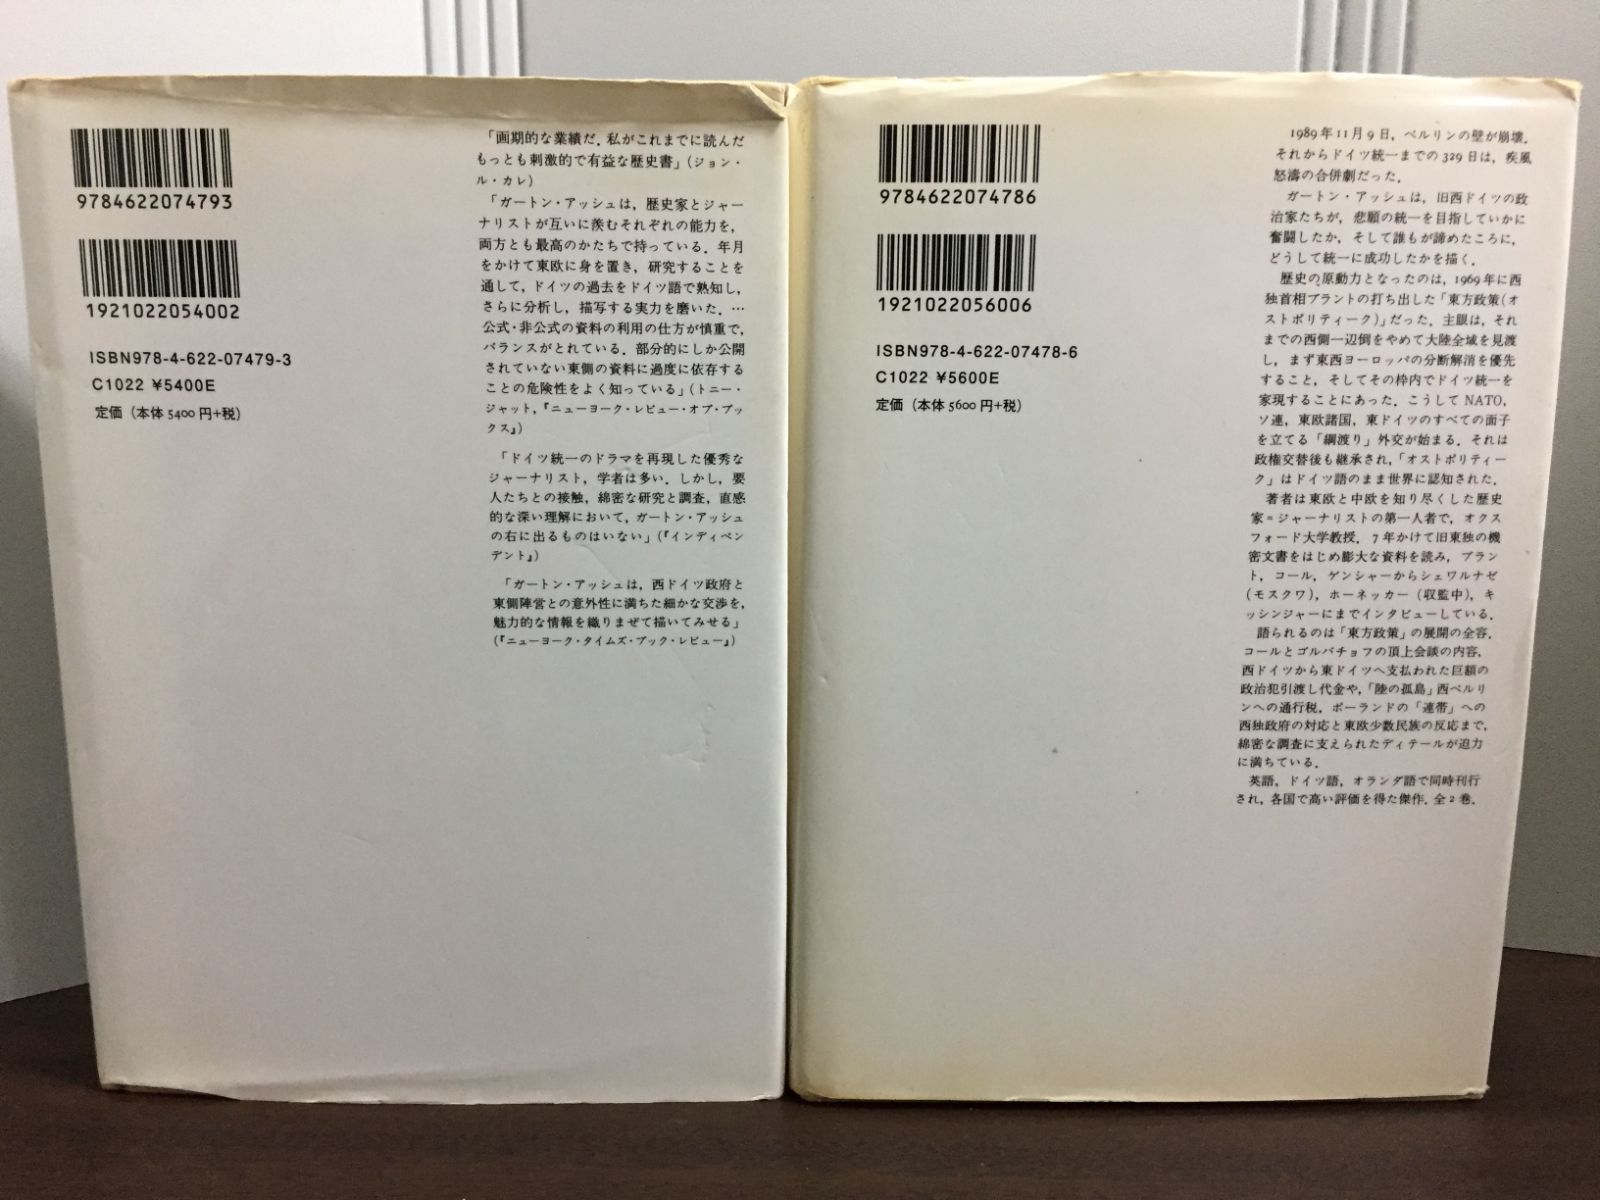 9784622074793
1921022054002
ISBN978-4-622-07479-3
C1022 ¥5400E
定価（本体5400円+税）
「画期的な業績だ．私がこれまでに読んだ
もっとも刺激的で有益な歴史書」（ジョン・
ル・カレ）
「ガートン・アッシュは，歴史家とジャー
ナリストが互いに羨むそれぞれの能力を，
両方とも最高のかたちで持っている．年月
をかけて東欧に身を置き，研究することを
通して，ドイツの過去をドイツ語で熟知し，
さらに分析し，描写する実力を磨いた．…
公式・非公式の資料の利用の仕方が慎重で，
バランスがとれている．部分的にしか公開
されていない東側の資料に過度に依存する
ことの危険性をよく知っている」（トニー・
ジャット，『ニューヨーク・レビュー・オブ・ブッ
クス』）
「ドイツ統一のドラマを再現した優秀な
ジャーナリスト，学者は多い．しかし，要
人たちとの接触，綿密な研究と調査，直感
的な深い理解において，ガートン・アッシュ
の右に出るものはいない」（『インディペン
デント』）
「ガートン・アッシュは，西ドイツ政府と
東側陣営との意外性に満ちた細かな交渉を，
魅力的な情報を織りまぜて描いてみせる」
（『ニューヨーク・タイムズ・ブック・レビュー』）
9784622074786
1921022056006
ISBN978-4-622-07478-6
C1022 ¥5600E
定価（本体5600円+税）
1989年11月9日，ベルリンの壁が崩壊．
それからドイツ統一までの329日は，疾風
怒濤の合併劇だった．
ガートン・アッシュは，旧西ドイツの政
治家たちが，悲願の統一を目指していかに
奮闘したか，そして誰もが諦めたころに，
どうして統一に成功したかを描く．
歴史の原動力となったのは，1969年に西
独首相ブラントの打ち出した「東方政策（オ
ストポリティーク）」だった．主眼は，それ
までの西側一辺倒をやめて大陸全域を見渡
し，まず東西ヨーロッパの分断解消を優先
すること，そしてその枠内でドイツ統一を
実現することにあった．こうしてNATO，
ソ連，東欧諸国，東ドイツのすべての面子
を立てる「綱渡り」外交が始まる．それは
政権交替後も継承され，「オストポリティー
ク」はドイツ語のまま世界に認知された．
著者は東欧と中欧を知り尽くした歴史
家＝ジャーナリストの第一人者で，オクス
フォード大学教授．7年かけて旧東独の機
密文書をはじめ膨大な資料を読み，ブラン
ト，コール，ゲンシャーからシェワルナゼ
（モスクワ），ホーネッカー（収監中），キ
ッシンジャーにまでインタビューしている．
語られるのは「東方政策」の展開の全容．
コールとゴルバチョフの頂上会談の内容，
西ドイツから東ドイツへ支払われた巨額の
政治犯引渡し代金や，「陸の孤島」西ベルリ
ンへの通行税，ポーランドの「連帯」への
西独政府の対応と東欧少数民族の反応まで，
綿密な調査に支えられたディテールが迫力
に満ちている．
英語，ドイツ語，オランダ語で同時刊行
され，各国で高い評価を得た傑作．全2巻．